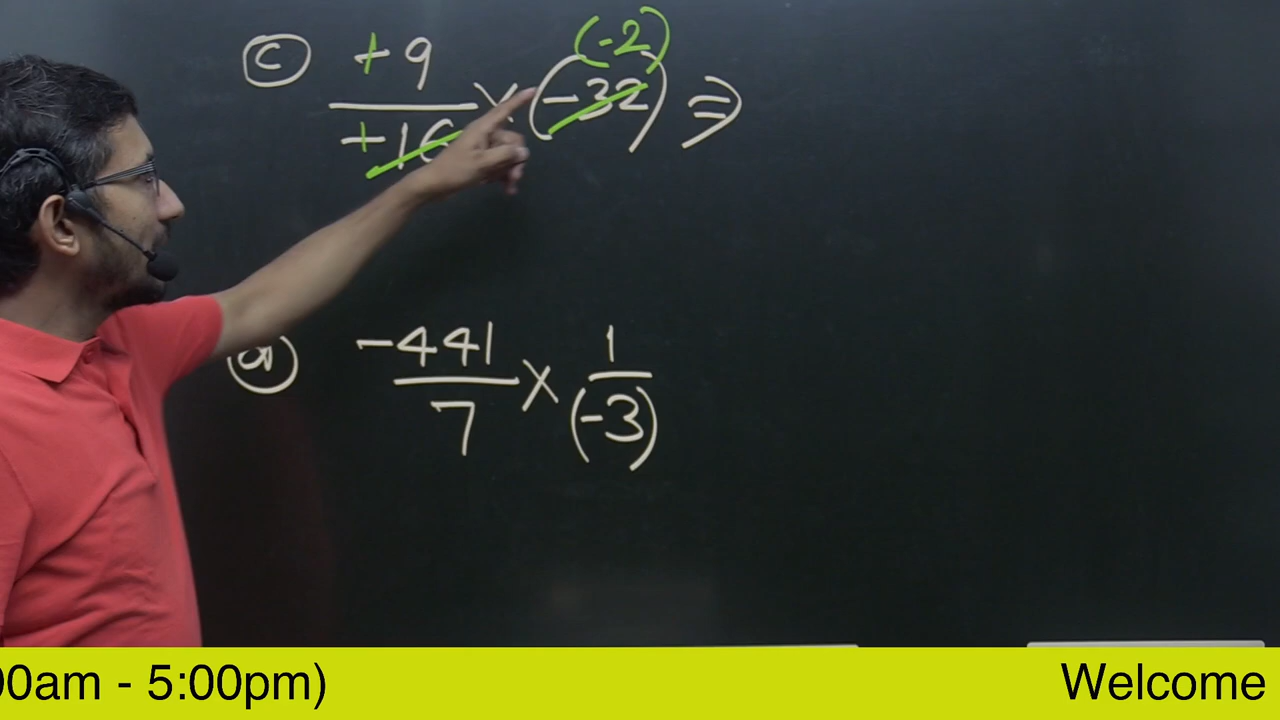 (-2)
ⓒ +9/+16 × (-32) ⇒
ⓓ -441/7 × 1/(-3)
00am - 5:00pm) Welcome